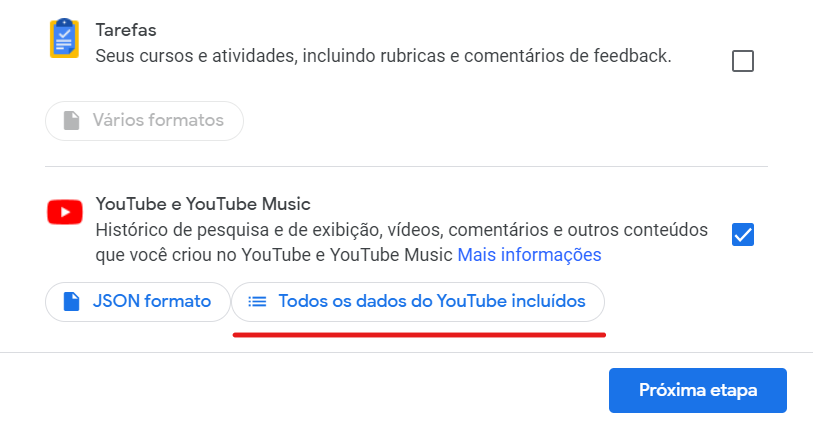 Tarefas
Seus cursos e atividades, incluindo rubricas e comentários de feedback.
Vários formatos
YouTube e YouTube Music
Histórico de pesquisa e de exibição, vídeos, comentários e outros conteúdos
que você criou no YouTube e YouTube Music Mais informações
JSON formato
Todos os dados do YouTube incluídos
Próxima etapa